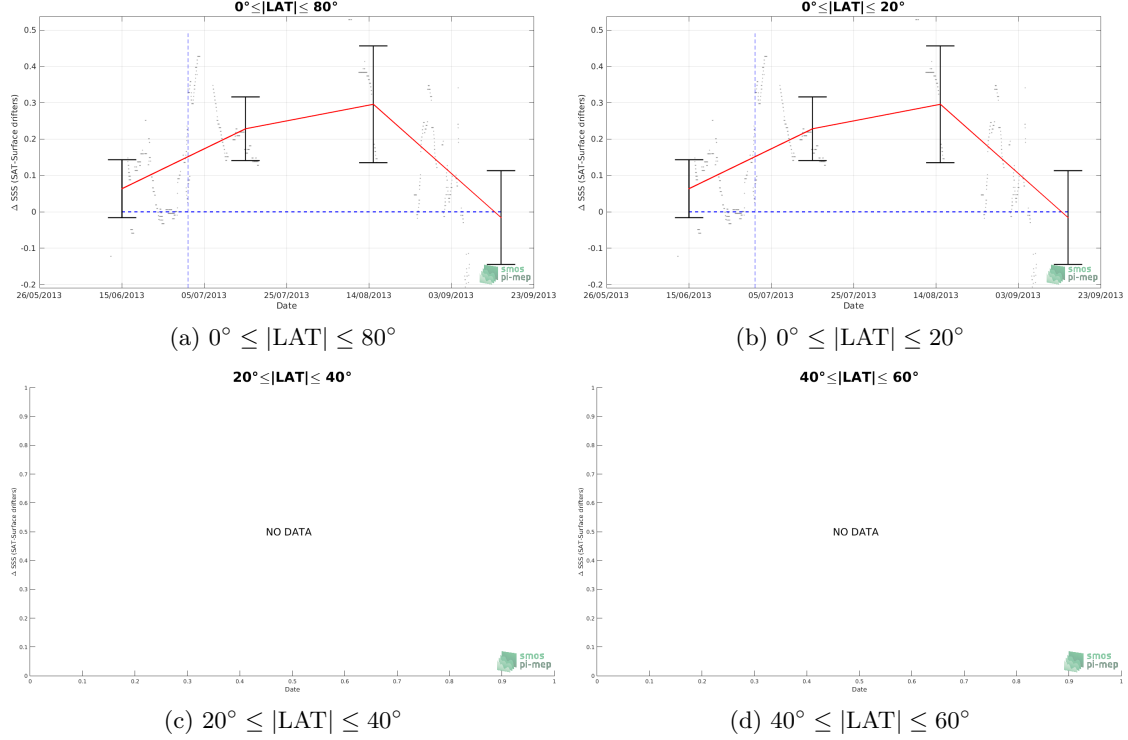 0°≤|LAT|≤ 80°
0.5
0.4
0.3
0.2
0.1
0
-0.1
-0.2
Δ SSS (SAT-Surface drifters)
26/05/2013 15/06/2013 05/07/2013 25/07/2013 14/08/2013 03/09/2013 23/09/2013
Date
smos
pi-mep
(a) 0° ≤ |LAT| ≤ 80°
0°≤|LAT|≤ 20°
0.5
0.4
0.3
0.2
0.1
0
-0.1
-0.2
Δ SSS (SAT-Surface drifters)
26/05/2013 15/06/2013 05/07/2013 25/07/2013 14/08/2013 03/09/2013 23/09/2013
Date
smos
pi-mep
(b) 0° ≤ |LAT| ≤ 20°
20°≤|LAT|≤ 40°
1
0.9
0.8
0.7
0.6
0.5
0.4
0.3
0.2
0.1
0
Δ SSS (SAT-Surface drifters)
NO DATA
0 0.1 0.2 0.3 0.4 0.5 0.6 0.7 0.8 0.9 1
Date
smos
pi-mep
(c) 20° ≤ |LAT| ≤ 40°
40°≤|LAT|≤ 60°
1
0.9
0.8
0.7
0.6
0.5
0.4
0.3
0.2
0.1
0
Δ SSS (SAT-Surface drifters)
NO DATA
0 0.1 0.2 0.3 0.4 0.5 0.6 0.7 0.8 0.9 1
Date
smos
pi-mep
(d) 40° ≤ |LAT| ≤ 60°